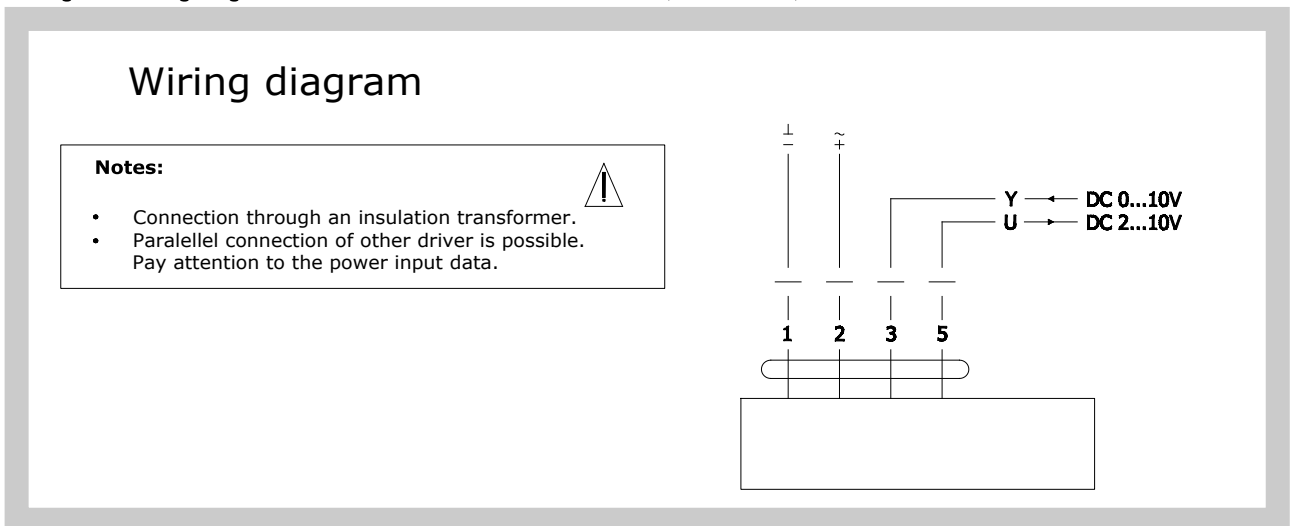 Wiring diagram
Notes:
• Connection through an insulation transformer.
• Paralellel connection of other driver is possible.
Pay attention to the power input data.
⊥ ~
− +
Y DC 0...10V
U DC 2...10V
1 2 3 5